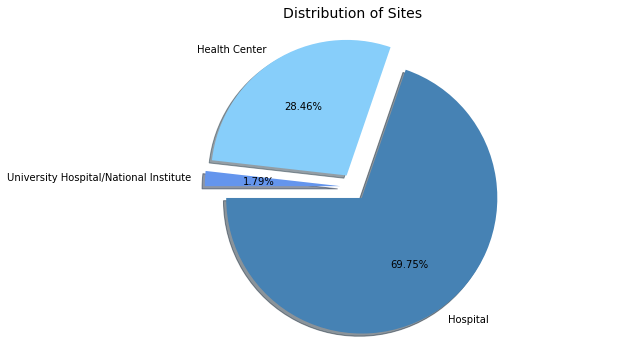 Distribution of Sites
Health Center
28.46%
University Hospital/National Institute
1.79%
69.75%
Hospital